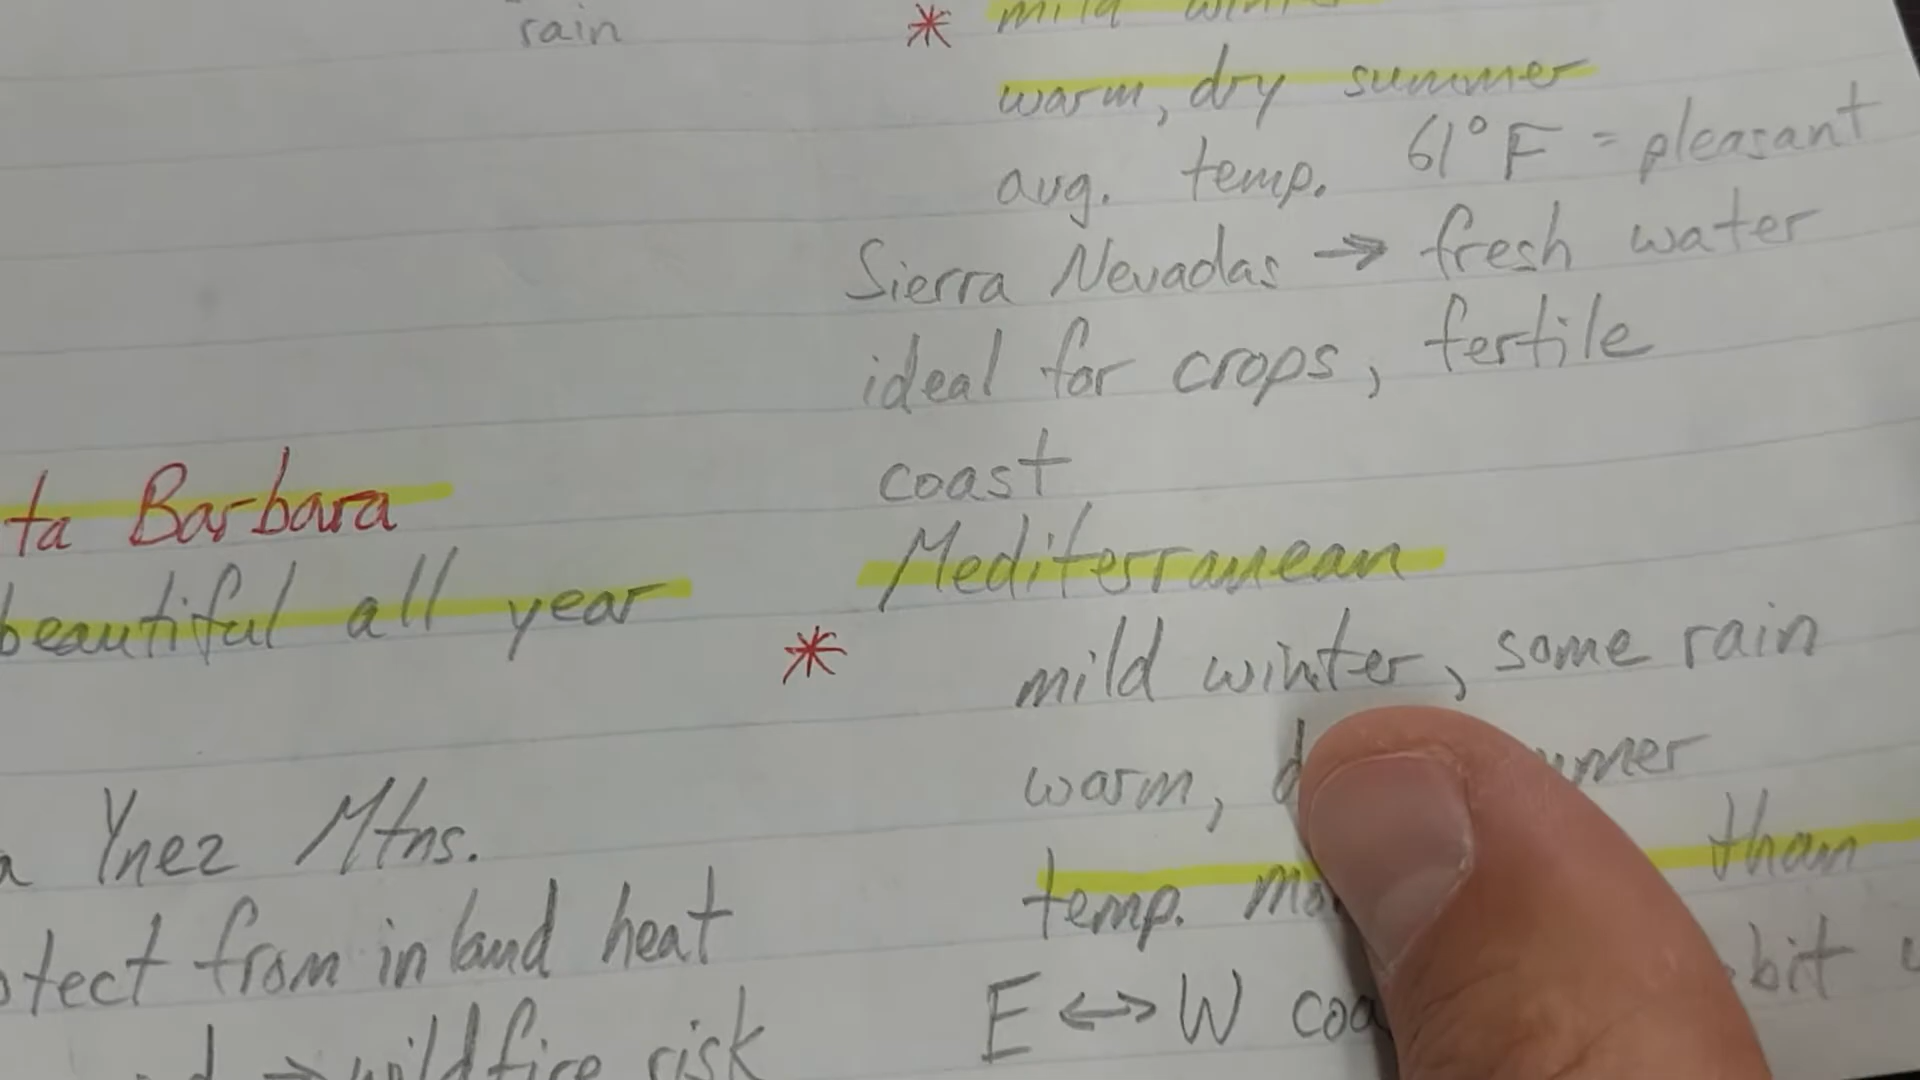 rain
* mild
warm, dry summer
avg. temp. 61°F = pleasant
Sierra Nevadas → fresh water
ideal for crops, fertile
coast
ta Barbara
beautiful all year
Mediterranean
* mild winter, some rain
warm,
temp. than
Ynez Mtns.
from inland heat
→ wildfire risk
E ↔ W
bit